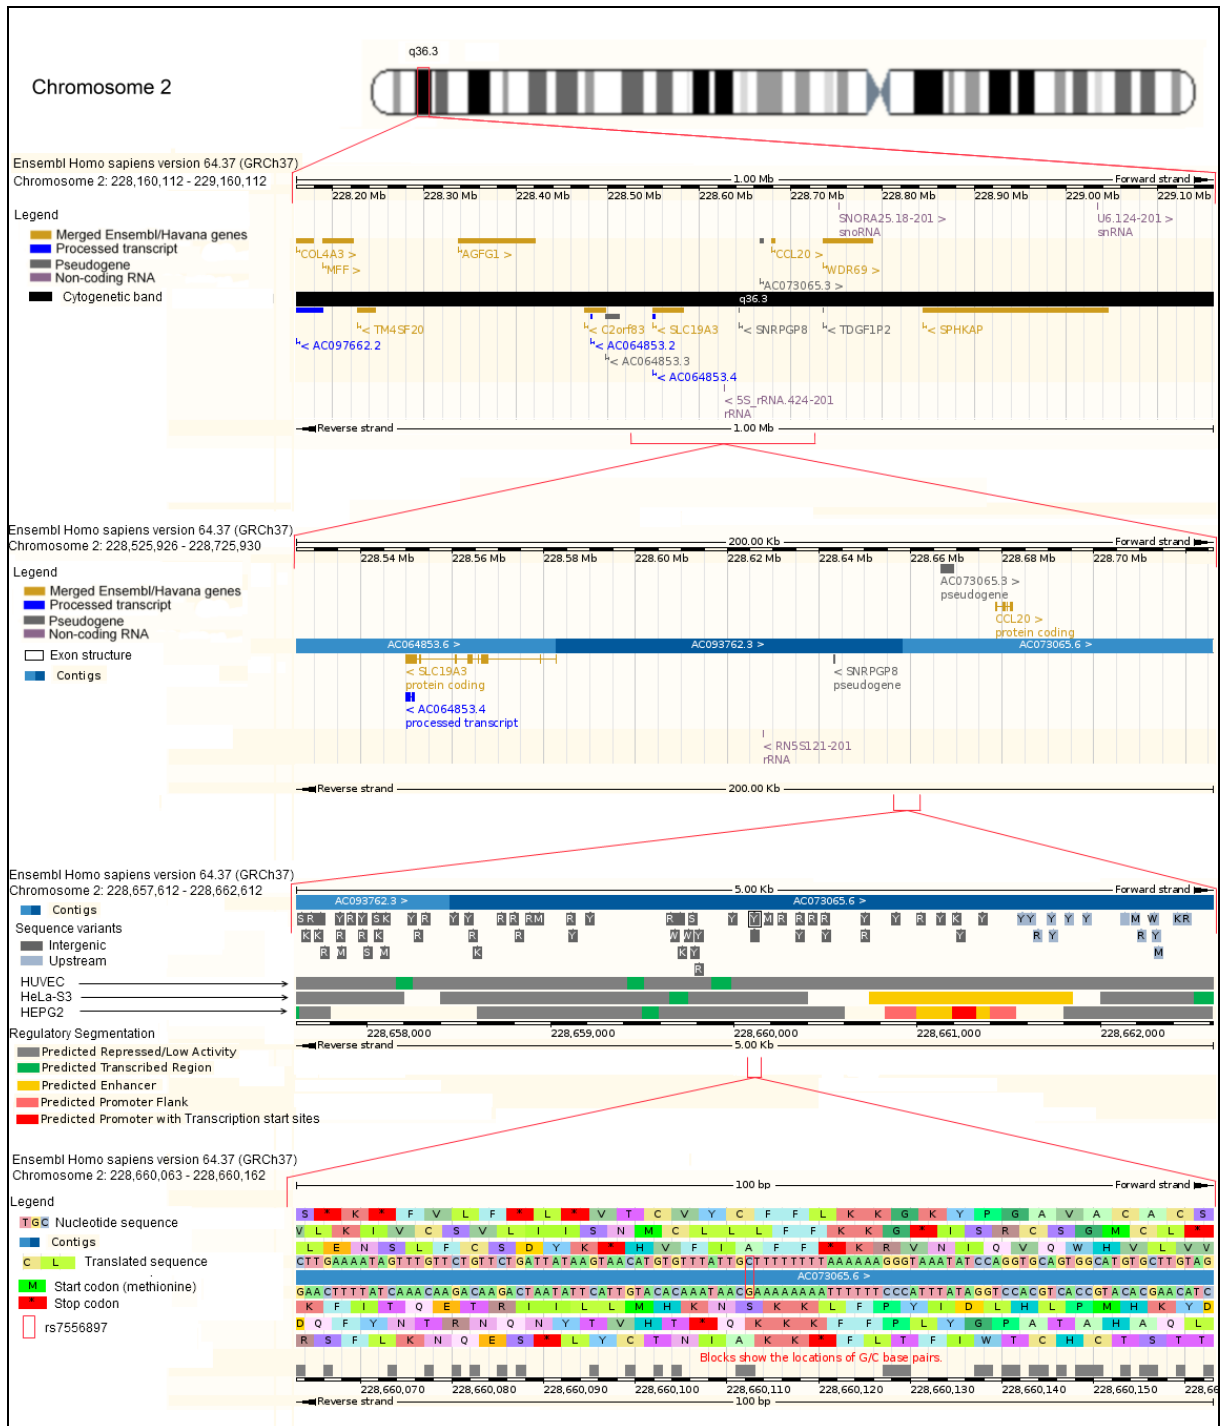 q36.3
Chromosome 2
Ensembl Homo sapiens version 64.37 (GRCh37)
Chromosome 2: 228,160,112 - 229,160,112
1.00 Mb
Forward strand
228.20 Mb 228.30 Mb 228.40 Mb 228.50 Mb 228.60 Mb 228.70 Mb 228.80 Mb 228.90 Mb 229.00 Mb 229.10 Mb
Legend
Merged Ensembl/Havana genes
Processed transcript
Pseudogene
Non-coding RNA
Cytogenetic band
SNORA25.18-201 >
snoRNA
U6.124-201 >
snRNA
COL4A3 >
MFF >
AGFG1 >
CCL20 >
WDR69 >
AC073065.3 >
q36.3
< TM4SF20
< C2orf83
< SLC19A3
< SNRPGP8
< TDGF1P2
< SPHKAP
< AC097662.2
< AC064853.2
< AC064853.3
< AC064853.4
< 5S_rRNA.424-201
rRNA
Reverse strand
1.00 Mb
Ensembl Homo sapiens version 64.37 (GRCh37)
Chromosome 2: 228,525,926 - 228,725,930
200.00 Kb
Forward strand
228.54 Mb 228.56 Mb 228.58 Mb 228.60 Mb 228.62 Mb 228.64 Mb 228.66 Mb 228.68 Mb 228.70 Mb
Legend
Merged Ensembl/Havana genes
Processed transcript
Pseudogene
Non-coding RNA
Exon structure
Contigs
AC073065.3 >
pseudogene
CCL20 >
protein coding
AC064853.6 > AC093762.3 > AC073065.6 >
< SLC19A3
protein coding
< SNRPGP8
pseudogene
< AC064853.4
processed transcript
< RN5S121-201
rRNA
Reverse strand
200.00 Kb
Ensembl Homo sapiens version 64.37 (GRCh37)
Chromosome 2: 228,657,612 - 228,662,612
5.00 Kb
Forward strand
Contigs
AC093762.3 > AC073065.6 >
Sequence variants
Intergenic
Upstream
S R Y R Y S K Y R Y Y R R R M R Y R S Y Y M R R R R Y Y R Y K Y Y Y Y Y Y M W K R
K K R K R R Y W W Y Y Y R Y R Y R Y
R M S M K K Y M
R
HUVEC
HeLa-S3
HEPG2
Regulatory Segmentation
Predicted Repressed/Low Activity
Predicted Transcribed Region
Predicted Enhancer
Predicted Promoter Flank
Predicted Promoter with Transcription start sites
228,658,000 228,659,000 228,660,000 228,661,000 228,662,000
Reverse strand
5.00 Kb
Ensembl Homo sapiens version 64.37 (GRCh37)
Chromosome 2: 228,660,063 - 228,660,162
100 bp
Forward strand
Legend
TGC Nucleotide sequence
Contigs
C L Translated sequence
M Start codon (methionine)
* Stop codon
rs7556897
S * K * F V L F * L * V T C V Y C F F L K K G K Y P G A V A C A C S
V L K I V C S V L I I S N M C L L L F F K K G * I S R C S G M C L *
L E N S L F C S D Y K * H V F I A F F * K R V N I Q V Q W H V L V V
CTTGAAAATAGTTTGTTCTGTTCTGATTATAAGTAACATGTGTTTATTGCTTTTTTTTTAAAAAAGGGTAAATATCCAGGTGCAGTGGCATGTGCTTGTAG
AC073065.6 >
GAACTTTTATCAAACAAGACAAGACTAATATTCATTGTACACAAATAACGAAAAAAAAATTTTTTCCCATTTATAGGTCCACGTCACCGTACACGAACATC
K F I T Q E T R I I L L M H K N S K K L F P Y I D L H L P M H K Y D
D Q F Y N T R N Q N Y T V H T * Q K K K F F P L Y G P A T A H A Q L
R S F L K N Q E S * L Y C T N I A K K * F L T F I W T C H C T S T T
Blocks show the locations of G/C base pairs.
228,660,070 228,660,080 228,660,090 228,660,100 228,660,110 228,660,120 228,660,130 228,660,140 228,660,150 228,66
Reverse strand
100 bp